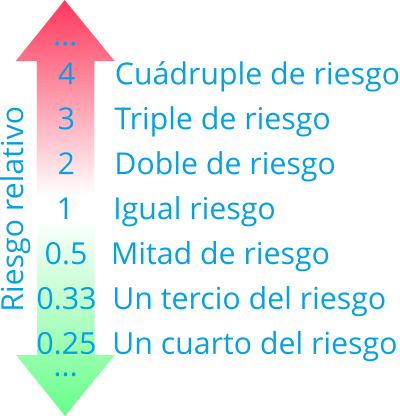 Riesgo relativo
...
4 Cuádruple de riesgo
3 Triple de riesgo
2 Doble de riesgo
1 Igual riesgo
0.5 Mitad de riesgo
0.33 Un tercio del riesgo
0.25 Un cuarto del riesgo
...